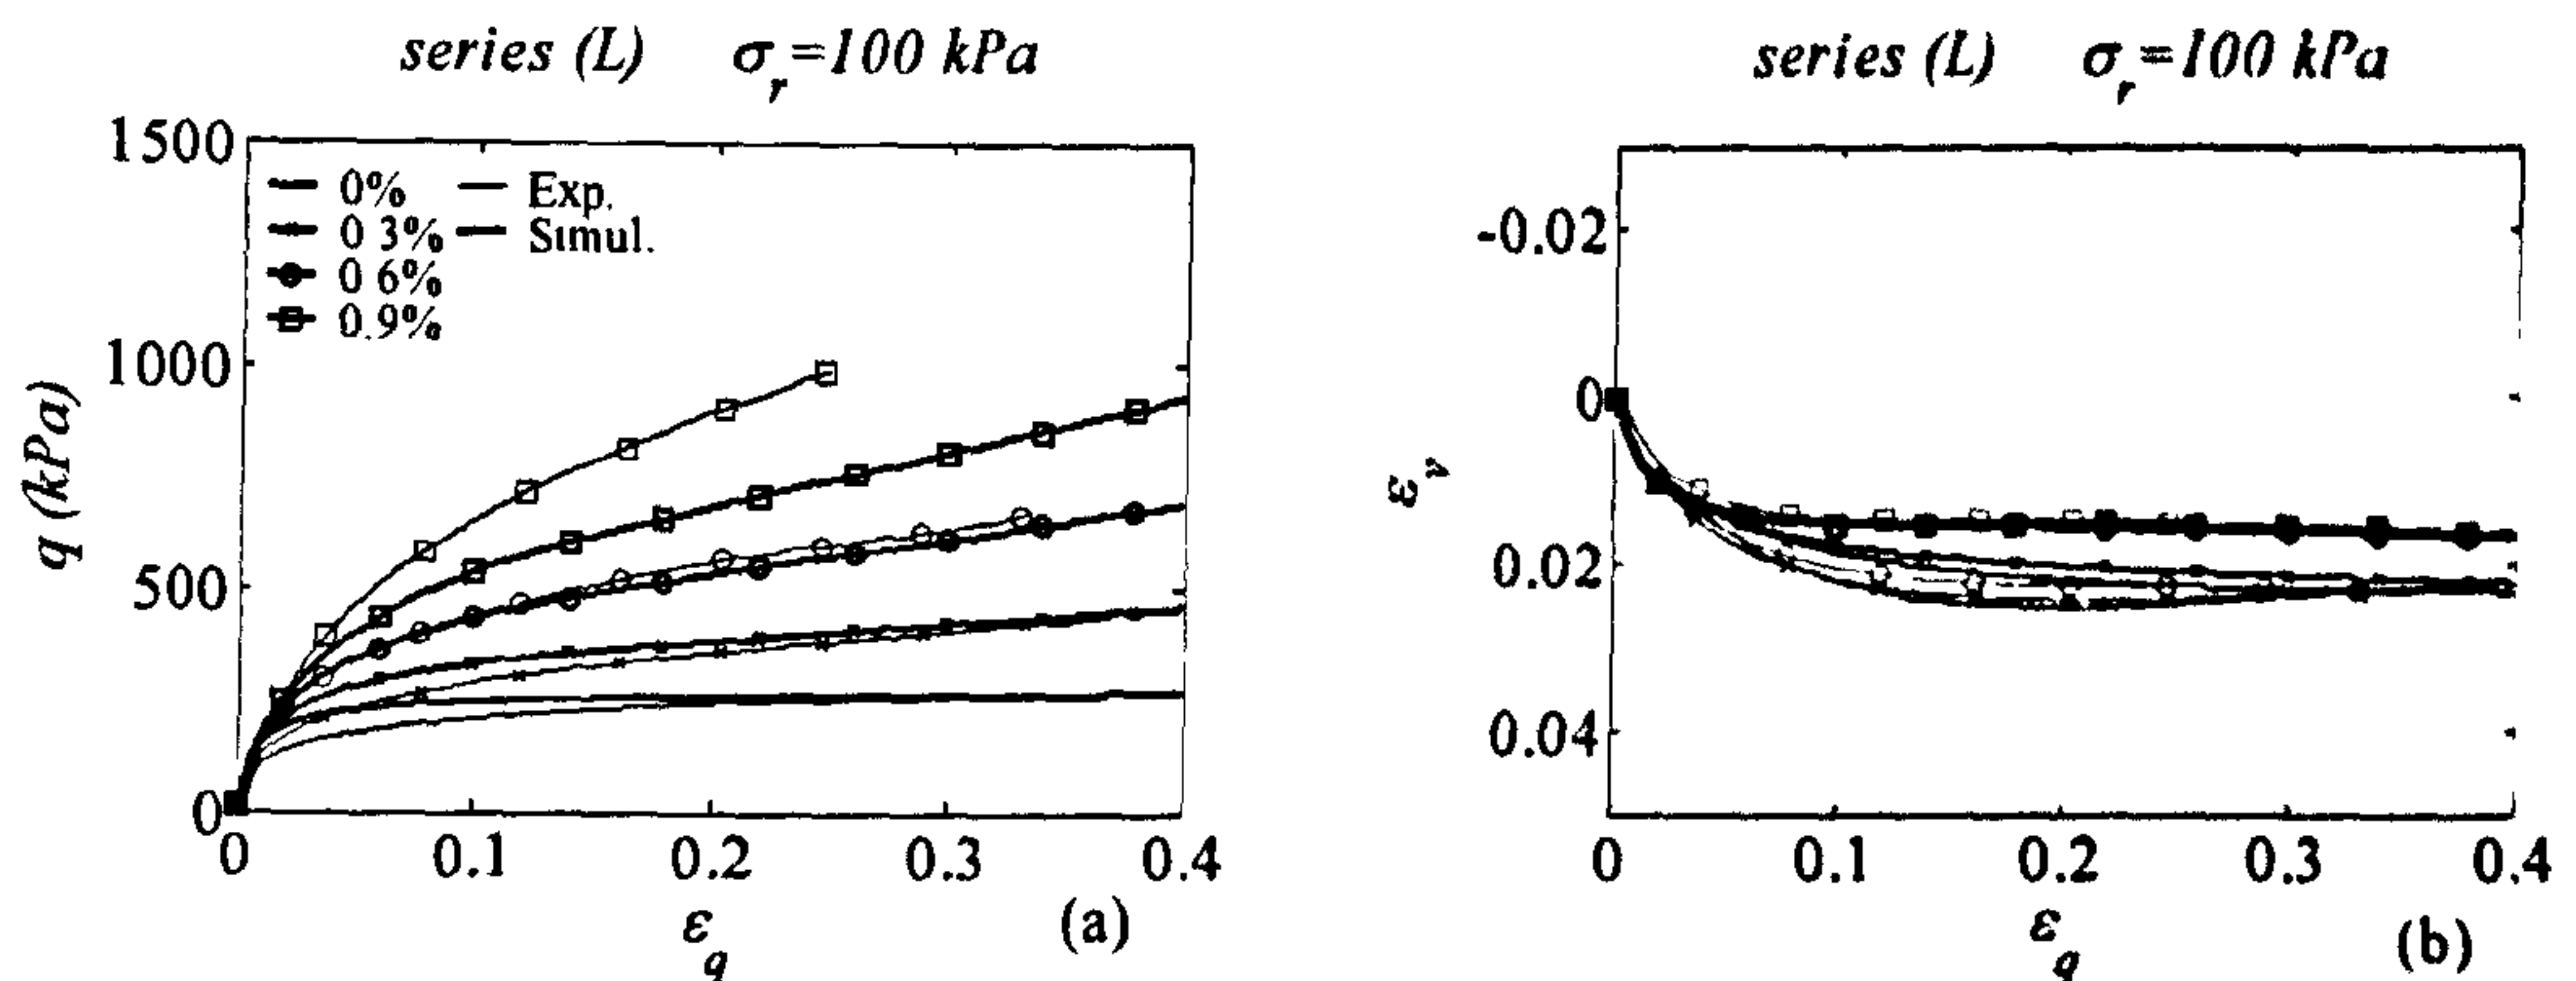 series (L) σr=100 kPa
1500
1000
500
0
q (kPa)
0% Exp.
0 3% Simul.
0 6%
0.9%
0 0.1 0.2 0.3 0.4
εq
(a)
series (L) σr=100 kPa
-0.02
0
0.02
0.04
εv
0 0.1 0.2 0.3 0.4
εq
(b)